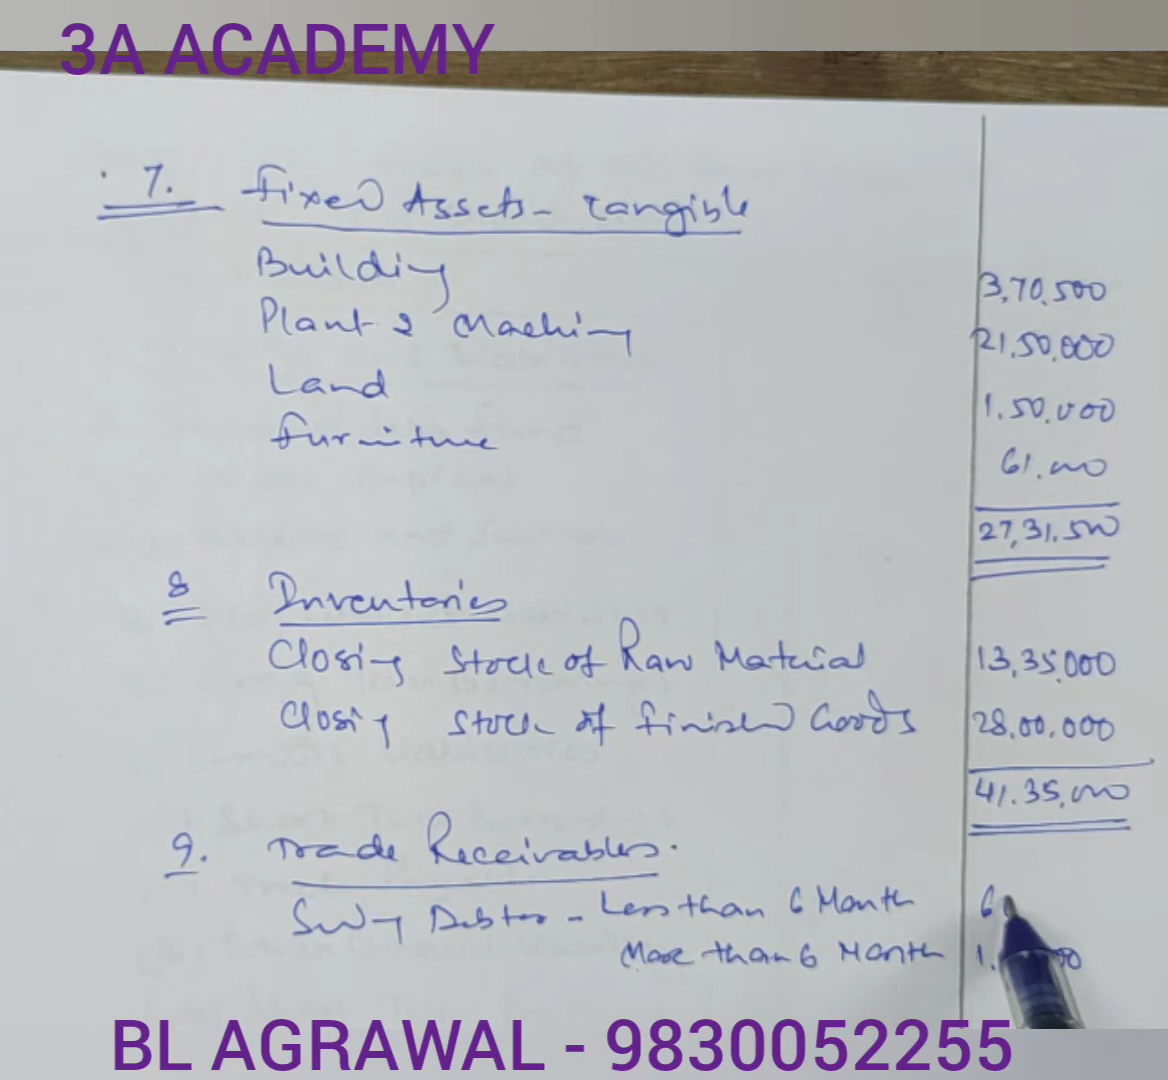 3A ACADEMY
7. Fixed Assets - Tangible
Building 3,70,500
Plant & Machinery 21,50,000
Land 1,50,000
Furniture 61,000
27,31,500
8 Inventories
Closing Stock of Raw Material 13,35,000
Closing Stock of Finished Goods 28,00,000
41,35,000
9. Trade Receivables.
Sundry Debtors - Less than 6 Month
More than 6 Month
BL AGRAWAL - 9830052255